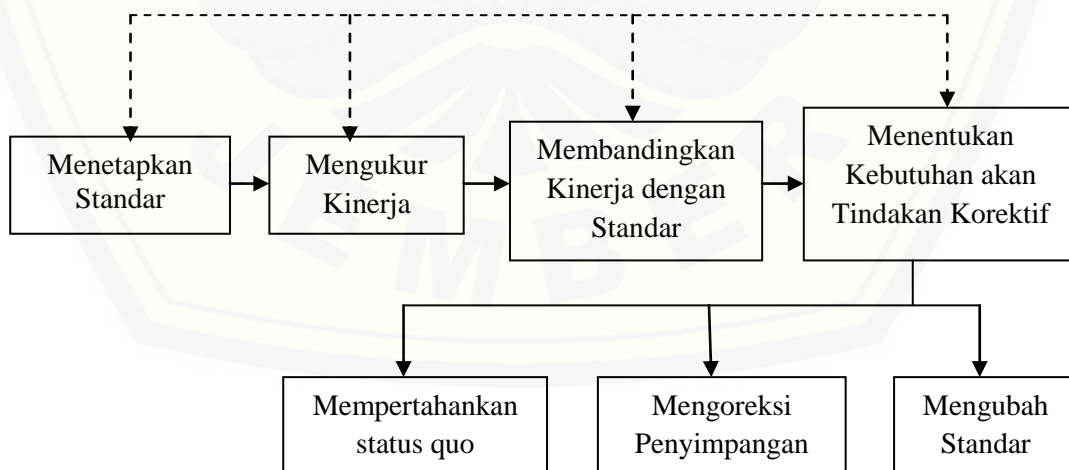 Menetapkan
Standar
Mengukur
Kinerja
Membandingkan
Kinerja dengan
Standar
Menentukan
Kebutuhan akan
Tindakan Korektif
JEMBER
Mempertahankan
status quo
Mengoreksi
Penyimpangan
Mengubah
Standar